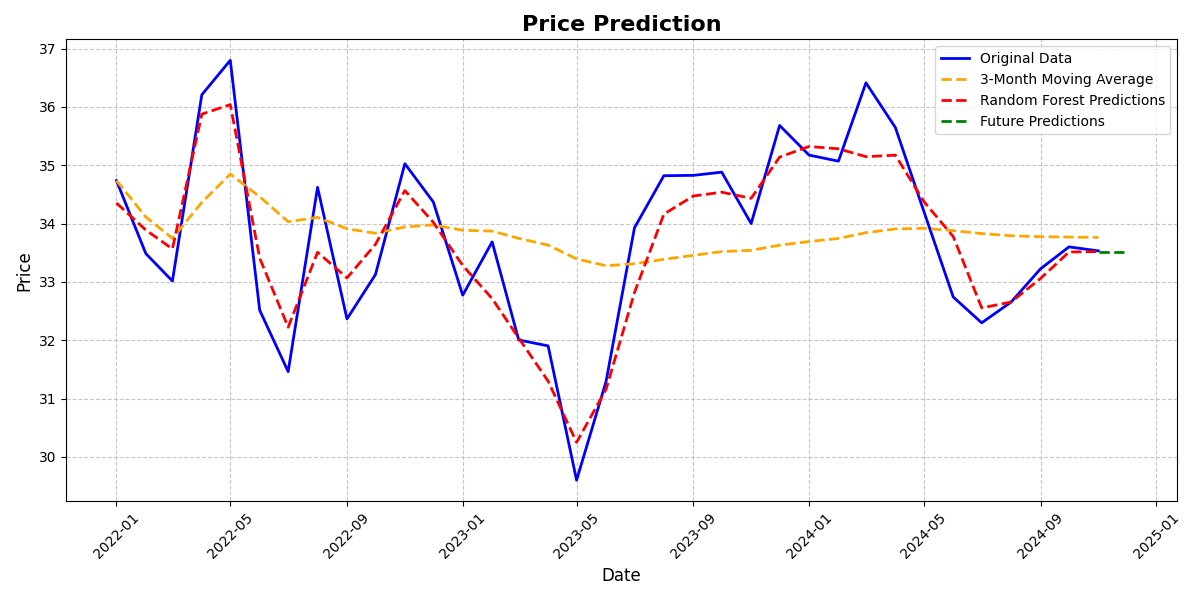 Price Prediction
Original Data
3-Month Moving Average
Random Forest Predictions
Future Predictions
Price
37
36
35
34
33
32
31
30
2022-01
2022-05
2022-09
2023-01
2023-05
2023-09
2024-01
2024-05
2024-09
2025-01
Date